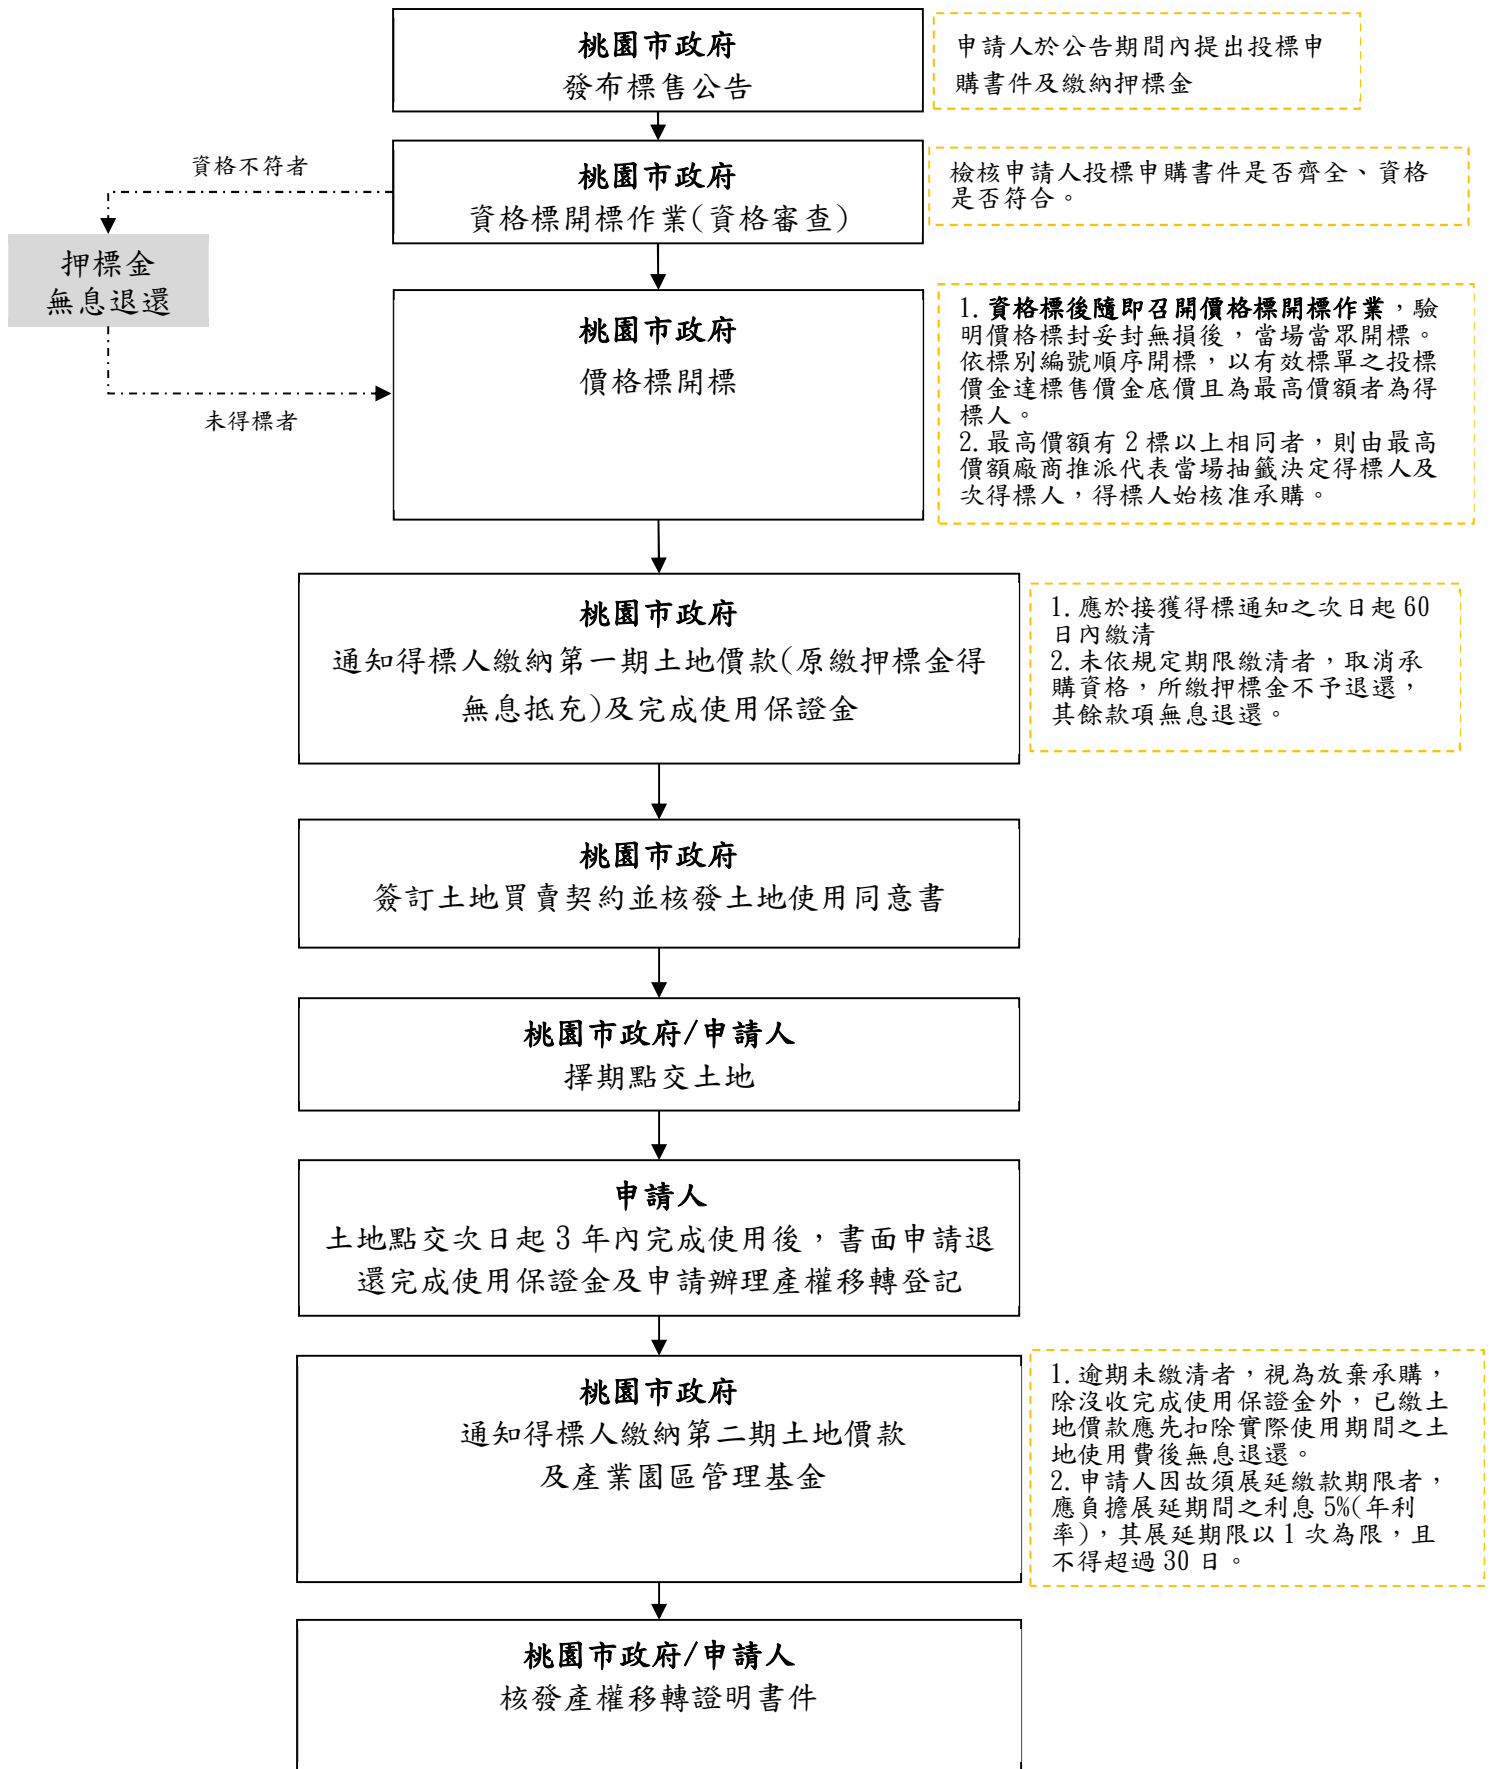 桃園市政府
發布標售公告
申請人於公告期間內提出投標申
購書件及繳納押標金
資格不符者
桃園市政府
資格標開標作業(資格審查)
檢核申請人投標申購書件是否齊全、資格
是否符合。
押標金
無息退還
桃園市政府
價格標開標
未得標者
1.資格標後隨即召開價格標開標作業，驗
明價格標封妥封無損後，當場當眾開標。
依標別編號順序開標，以有效標單之投標
價金達標售價金底價且為最高價額者為得
標人。
2.最高價額有 2 標以上相同者，則由最高
價額廠商推派代表當場抽籤決定得標人及
次得標人，得標人始核准承購。
桃園市政府
通知得標人繳納第一期土地價款(原繳押標金得
無息抵充)及完成使用保證金
1.應於接獲得標通知之次日起 60
日內繳清
2.未依規定期限繳清者，取消承
購資格，所繳押標金不予退還，
其餘款項無息退還。
桃園市政府
簽訂土地買賣契約並核發土地使用同意書
桃園市政府/申請人
擇期點交土地
申請人
土地點交次日起 3 年內完成使用後，書面申請退
還完成使用保證金及申請辦理產權移轉登記
桃園市政府
通知得標人繳納第二期土地價款
及產業園區管理基金
1.逾期未繳清者，視為放棄承購，
除沒收完成使用保證金外，已繳土
地價款應先扣除實際使用期間之土
地使用費後無息退還。
2.申請人因故須展延繳款期限者，
應負擔展延期間之利息 5%(年利
率)，其展延期限以 1 次為限，且
不得超過 30 日。
桃園市政府/申請人
核發產權移轉證明書件